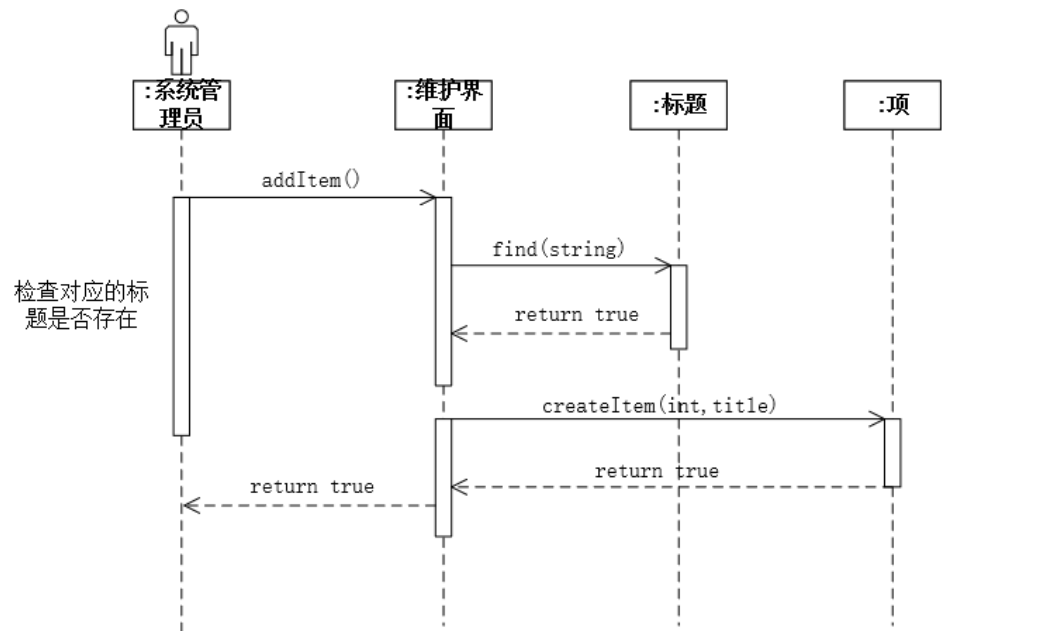 :系统管
理员
:维护界
面
:标题
:项
addItem()
find(string)
检查对应的标
题是否存在
return true
createItem(int,title)
return true
return true